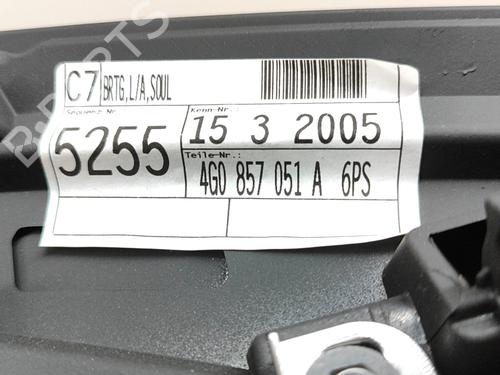 C7 BRTG,L/A,SOUL
Sequenz-Nr Kenn-Nr.:
5255 15 3 2005
Teile-Nr.:
4G0 857 051 A 6PS